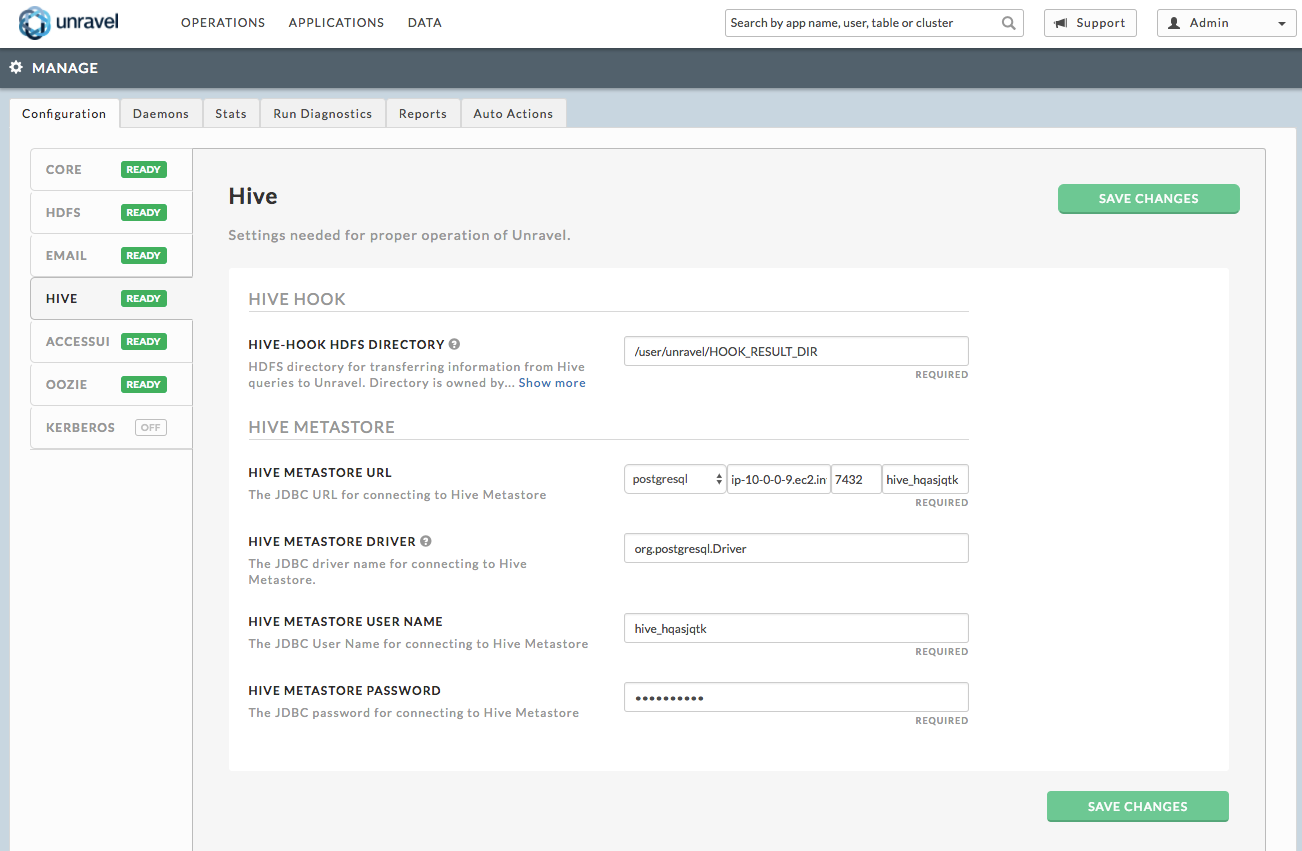 unravel OPERATIONS APPLICATIONS DATA Search by app name, user, table or cluster Support Admin
MANAGE
Configuration Daemons Stats Run Diagnostics Reports Auto Actions
CORE READY
HDFS READY
EMAIL READY
HIVE READY
ACCESSUI READY
OOZIE READY
KERBEROS OFF
Hive
SAVE CHANGES
Settings needed for proper operation of Unravel.
HIVE HOOK
HIVE-HOOK HDFS DIRECTORY
HDFS directory for transferring information from Hive
queries to Unravel. Directory is owned by... Show more
/user/unravel/HOOK_RESULT_DIR
REQUIRED
HIVE METASTORE
HIVE METASTORE URL
The JDBC URL for connecting to Hive Metastore
postgresql ip-10-0-0-9.ec2.in 7432 hive_hqasjqtk
REQUIRED
HIVE METASTORE DRIVER
The JDBC driver name for connecting to Hive
Metastore.
org.postgresql.Driver
HIVE METASTORE USER NAME
The JDBC User Name for connecting to Hive Metastore
hive_hqasjqtk
REQUIRED
HIVE METASTORE PASSWORD
The JDBC password for connecting to Hive Metastore
••••••••••
REQUIRED
SAVE CHANGES